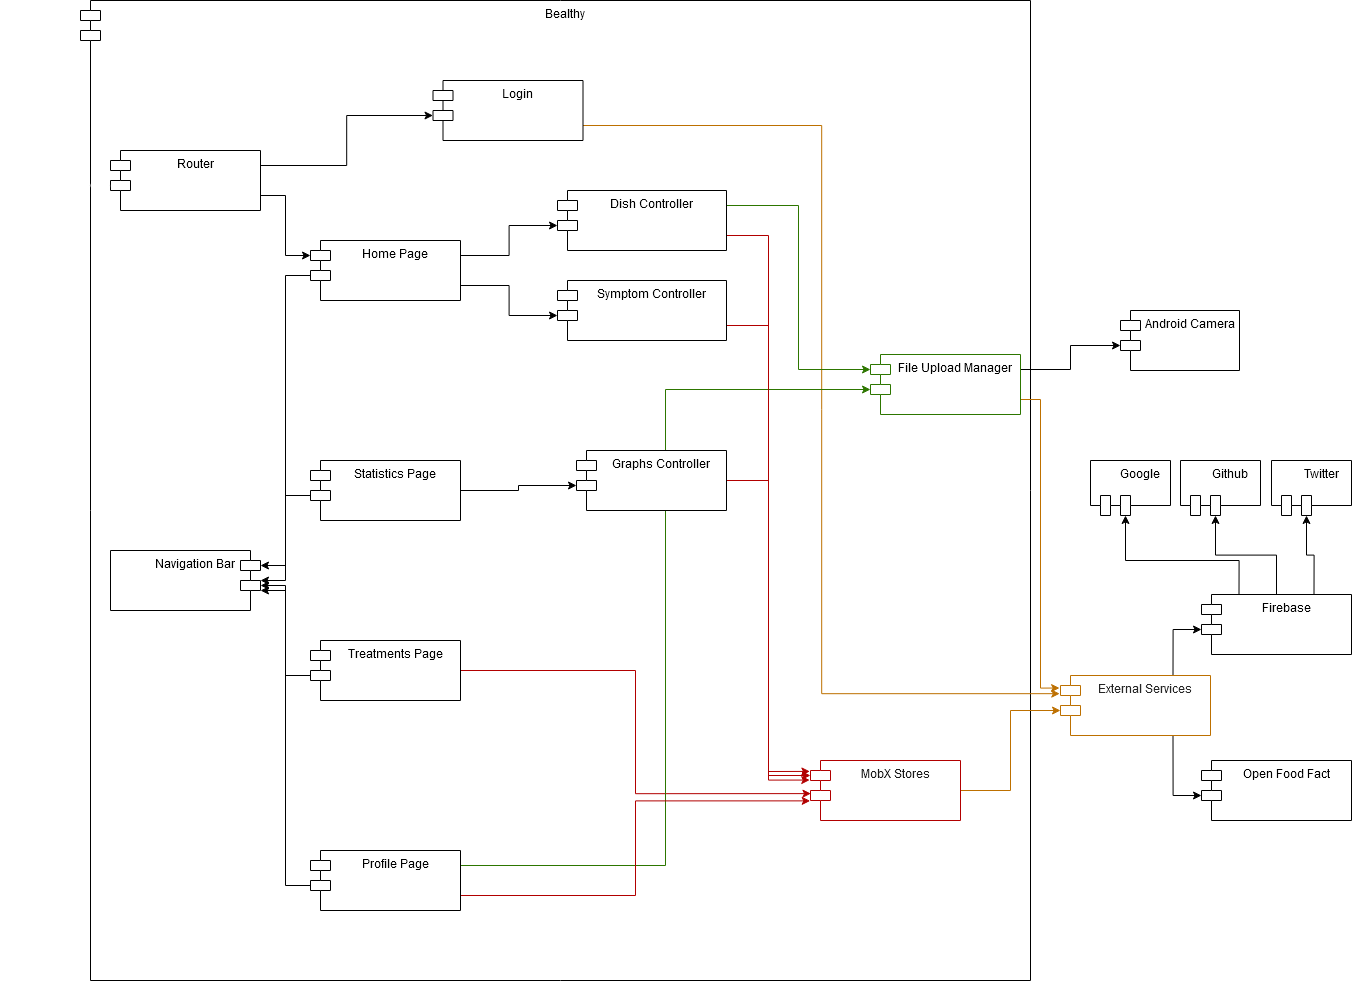 Bealthy
Login
Router
Dish Controller
Home Page
Symptom Controller
Android Camera
File Upload Manager
Statistics Page
Graphs Controller
Google
Github
Twitter
Navigation Bar
Firebase
Treatments Page
External Services
MobX Stores
Open Food Fact
Profile Page